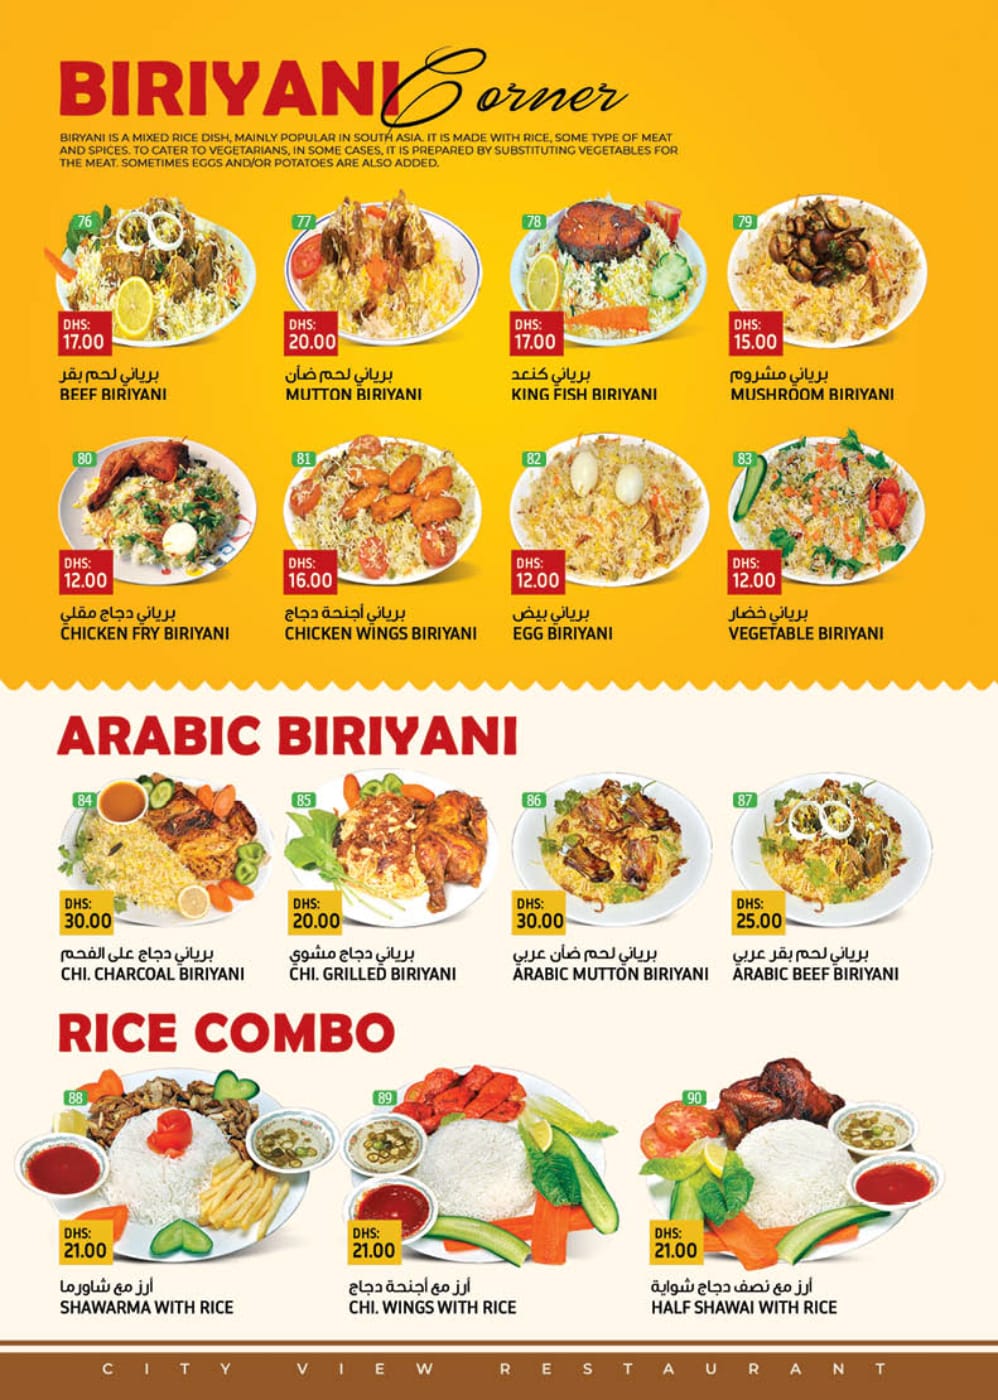 BIRIYANI Corner
BIRYANI IS A MIXED RICE DISH, MAINLY POPULAR IN SOUTH ASIA. IT IS MADE WITH RICE, SOME TYPE OF MEAT
AND SPICES. TO CATER TO VEGETARIANS, IN SOME CASES, IT IS PREPARED BY SUBSTITUTING VEGETABLES FOR
THE MEAT. SOMETIMES EGGS AND/OR POTATOES ARE ALSO ADDED.
76
DHS:
17.00
برياني لحم بقر
BEEF BIRIYANI
77
DHS:
20.00
برياني لحم ضأن
MUTTON BIRIYANI
78
DHS:
17.00
برياني كنعد
KING FISH BIRIYANI
79
DHS:
15.00
برياني مشروم
MUSHROOM BIRIYANI
80
DHS:
12.00
برياني دجاج مقلي
CHICKEN FRY BIRIYANI
81
DHS:
16.00
برياني أجنحة دجاج
CHICKEN WINGS BIRIYANI
82
DHS:
12.00
برياني بيض
EGG BIRIYANI
83
DHS:
12.00
برياني خضار
VEGETABLE BIRIYANI
ARABIC BIRIYANI
84
DHS:
30.00
برياني دجاج على الفحم
CHI. CHARCOAL BIRIYANI
85
DHS:
20.00
برياني دجاج مشوي
CHI. GRILLED BIRIYANI
86
DHS:
30.00
برياني لحم ضأن عربي
ARABIC MUTTON BIRIYANI
87
DHS:
25.00
برياني لحم بقر عربي
ARABIC BEEF BIRIYANI
RICE COMBO
88
DHS:
21.00
أرز مع شاورما
SHAWARMA WITH RICE
89
DHS:
21.00
أرز مع أجنحة دجاج
CHI. WINGS WITH RICE
90
DHS:
21.00
أرز مع نصف دجاج شواية
HALF SHAWAI WITH RICE
CITY VIEW RESTAURANT